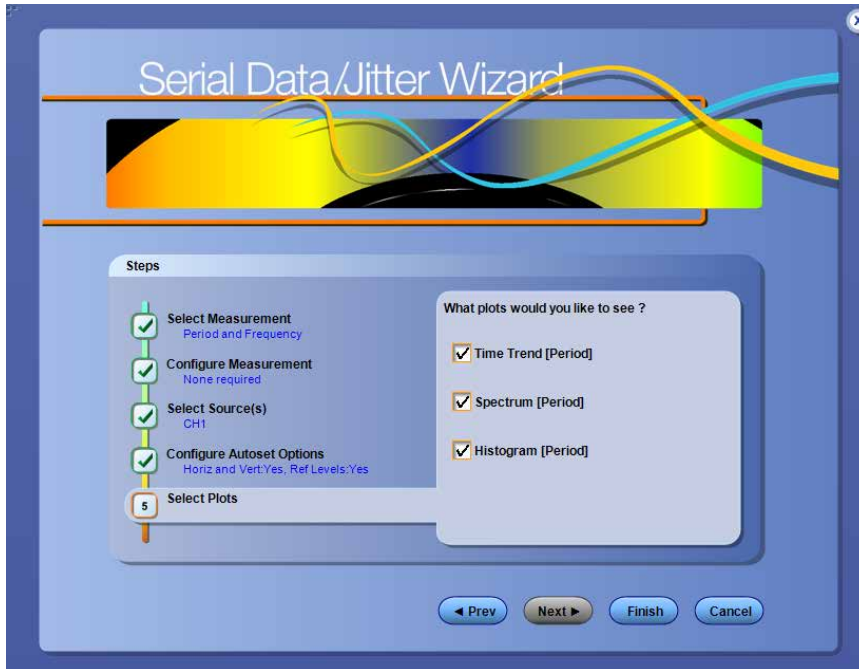 Serial Data/Jitter Wizard
Steps
Select Measurement
Period and Frequency
Configure Measurement
None required
Select Source(s)
CH1
Configure Autoset Options
Horiz and Vert:Yes, Ref Levels:Yes
5
Select Plots
What plots would you like to see ?
Time Trend [Period]
Spectrum [Period]
Histogram [Period]
◄ Prev
Next ►
Finish
Cancel